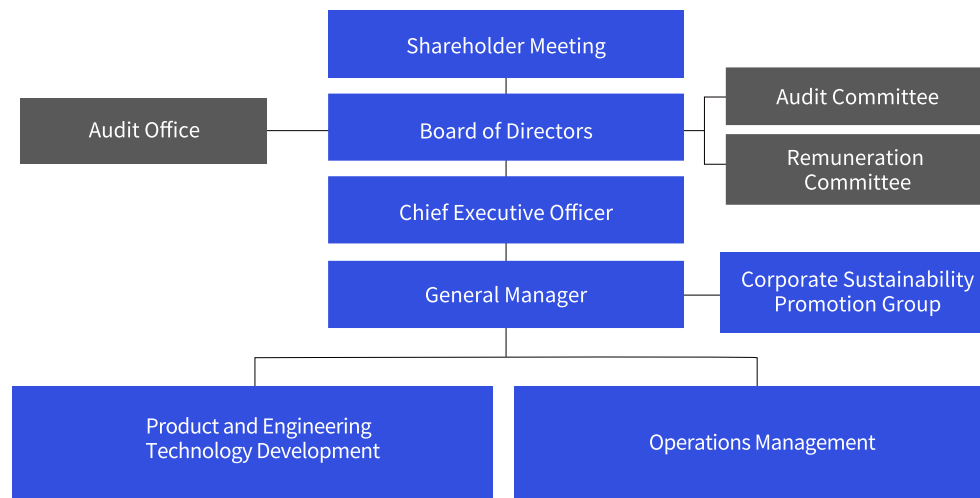 Shareholder Meeting
Audit Office
Board of Directors
Audit Committee
Remuneration
Committee
Chief Executive Officer
General Manager
Corporate Sustainability
Promotion Group
Product and Engineering
Technology Development
Operations Management